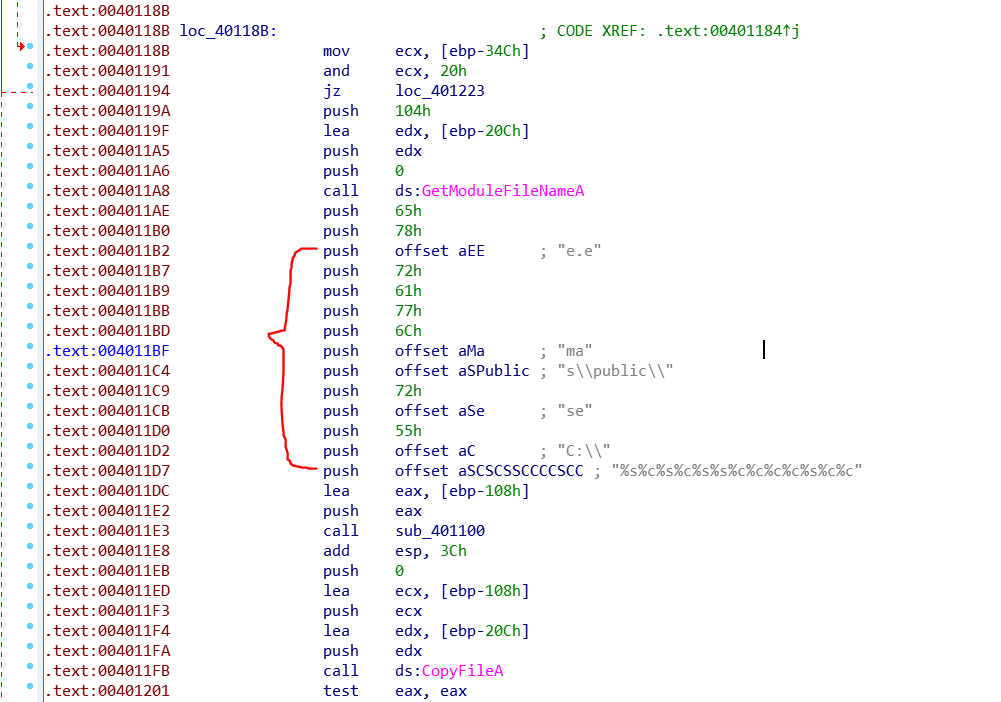 .text:0040118B
.text:0040118B loc_40118B: ; CODE XREF: .text:00401184↑j
.text:0040118B mov ecx, [ebp-34Ch]
.text:00401191 and ecx, 20h
.text:00401194 jz loc_401223
.text:0040119A push 104h
.text:0040119F lea edx, [ebp-20Ch]
.text:004011A5 push edx
.text:004011A6 push 0
.text:004011A8 call ds:GetModuleFileNameA
.text:004011AE push 65h
.text:004011B0 push 78h
.text:004011B2 push offset aEE ; "e.e"
.text:004011B7 push 72h
.text:004011B9 push 61h
.text:004011BB push 77h
.text:004011BD push 6Ch
.text:004011BF push offset aMa ; "ma"
.text:004011C4 push offset aSPublic ; "s\\public\\"
.text:004011C9 push 72h
.text:004011CB push offset aSe ; "se"
.text:004011D0 push 55h
.text:004011D2 push offset aC ; "C:\\"
.text:004011D7 push offset aSCSCSSCCCCSCC ; "%s%c%s%c%s%s%c%c%c%c%s%c%c"
.text:004011DC lea eax, [ebp-108h]
.text:004011E2 push eax
.text:004011E3 call sub_401100
.text:004011E8 add esp, 3Ch
.text:004011EB push 0
.text:004011ED lea ecx, [ebp-108h]
.text:004011F3 push ecx
.text:004011F4 lea edx, [ebp-20Ch]
.text:004011FA push edx
.text:004011FB call ds:CopyFileA
.text:00401201 test eax, eax